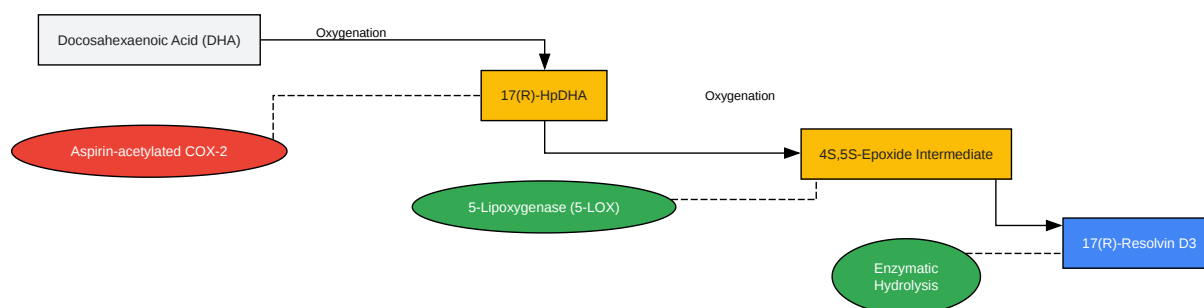 Docosahexaenoic Acid (DHA)
Oxygenation
17(R)-HpDHA
Oxygenation
Aspirin-acetylated COX-2
4S,5S-Epoxide Intermediate
5-Lipoxygenase (5-LOX)
17(R)-Resolvin D3
Enzymatic
Hydrolysis